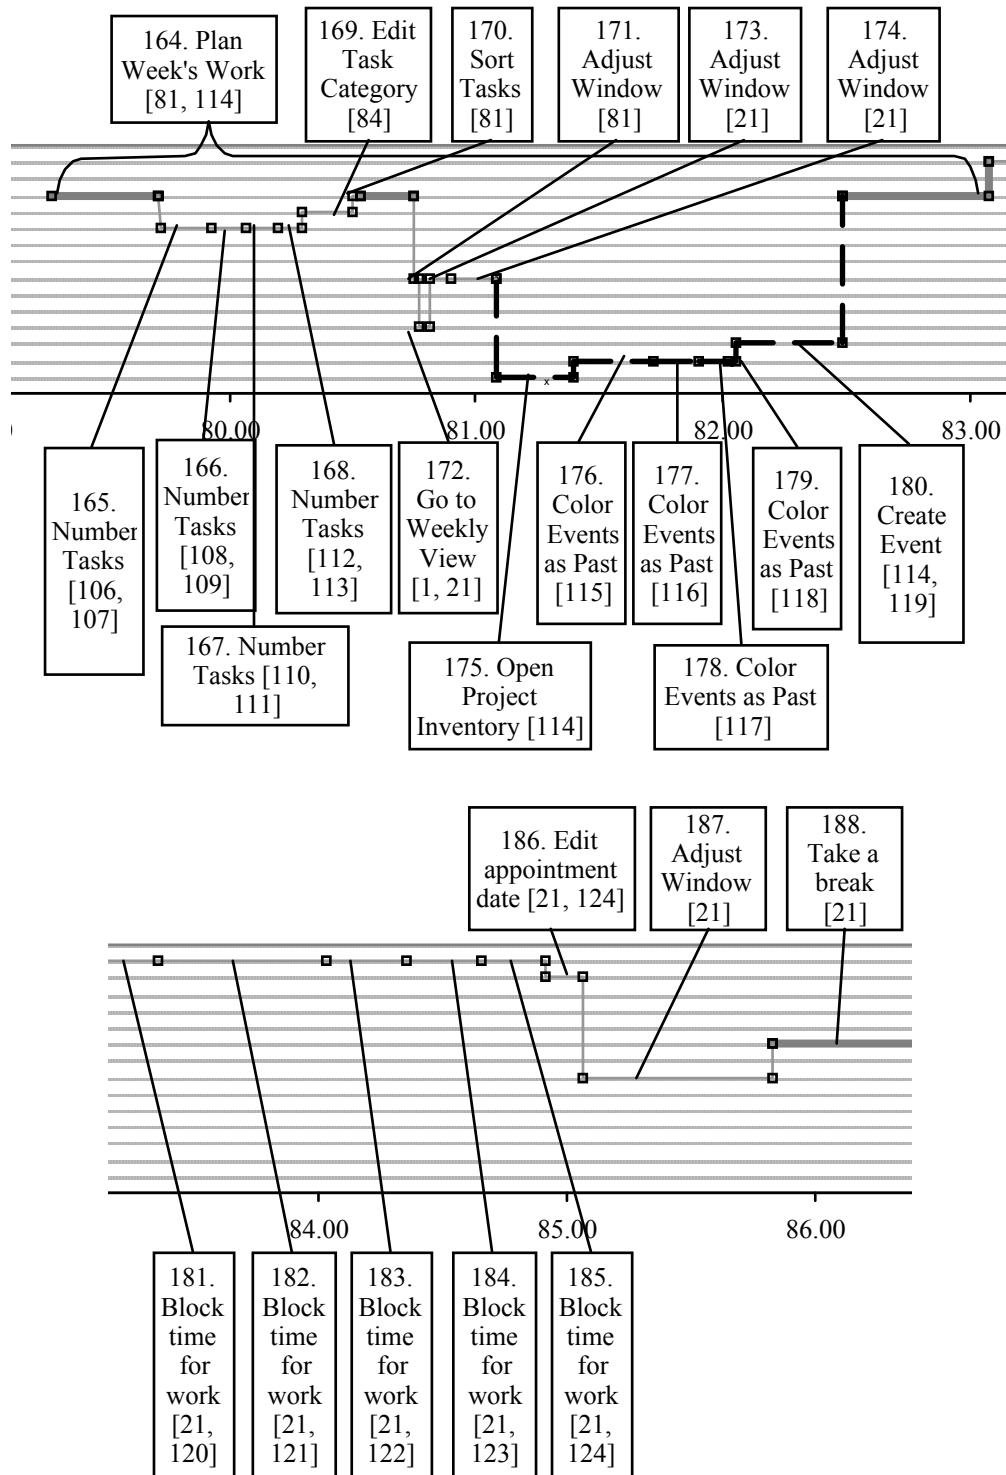 164. Plan
Week's Work
[81, 114]
169. Edit
Task
Category
[84]
170.
Sort
Tasks
[81]
171.
Adjust
Window
[81]
173.
Adjust
Window
[21]
174.
Adjust
Window
[21]
x
80.00
81.00
82.00
83.00
165.
Number
Tasks
[106,
107]
166.
Number
Tasks
[108,
109]
168.
Number
Tasks
[112,
113]
172.
Go to
Weekly
View
[1, 21]
176.
Color
Events
as Past
[115]
177.
Color
Events
as Past
[116]
179.
Color
Events
as Past
[118]
180.
Create
Event
[114,
119]
167. Number
Tasks [110,
111]
175. Open
Project
Inventory [114]
178. Color
Events as Past
[117]
186. Edit
appointment
date [21, 124]
187.
Adjust
Window
[21]
188.
Take a
break
[21]
84.00
85.00
86.00
181.
Block
time
for
work
[21,
120]
182.
Block
time
for
work
[21,
121]
183.
Block
time
for
work
[21,
122]
184.
Block
time
for
work
[21,
123]
185.
Block
time
for
work
[21,
124]